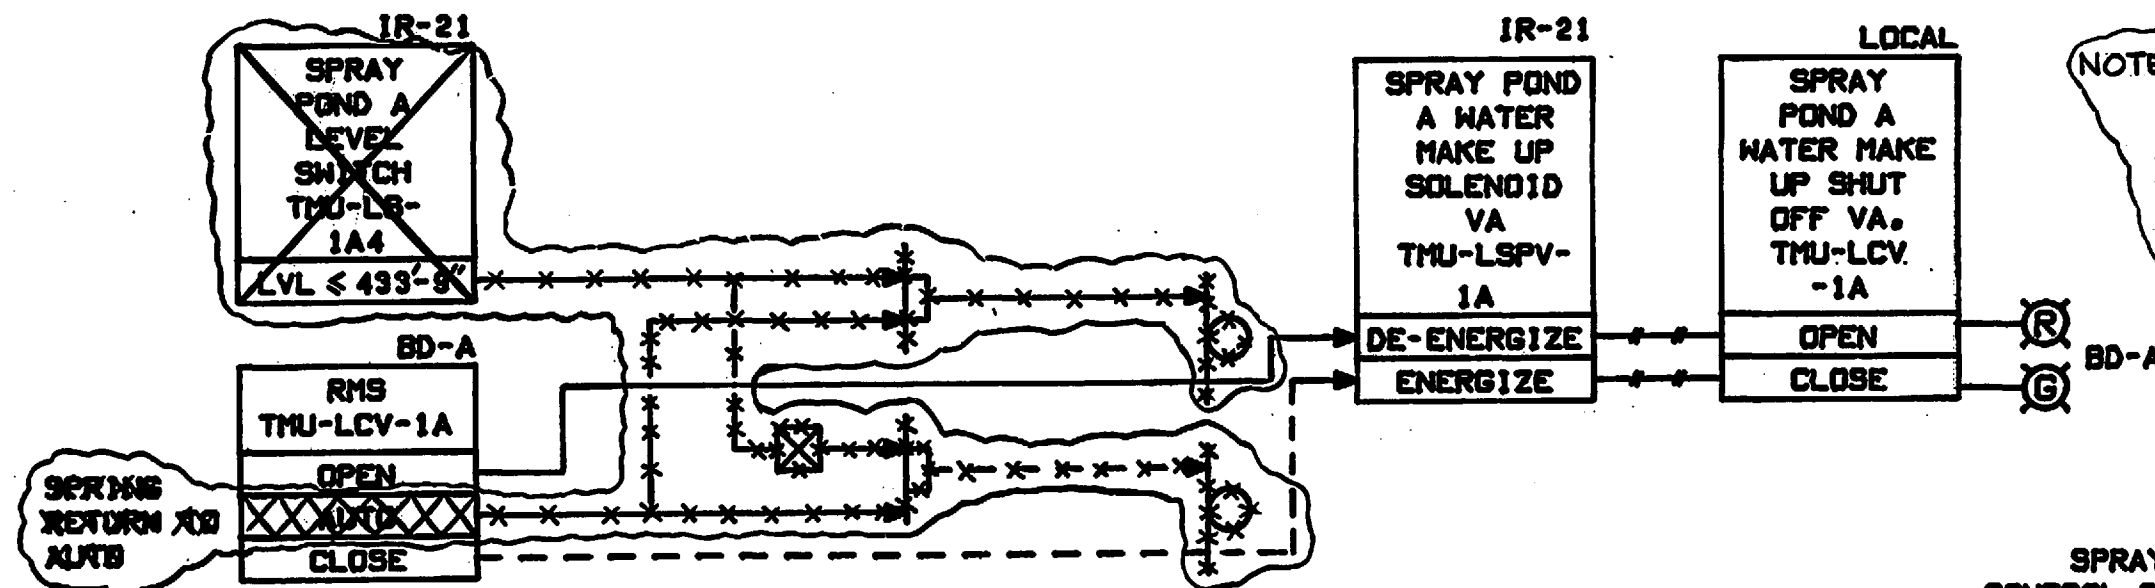 IR-21
SPRAY
POND A
LEVEL
SWITCH
TMU-LS-
1A4
LVL ≤ 433'-9"
BD-A
RMS
TMU-LCV-1A
OPEN
AUTO
CLOSE
SPRING
RETURN TO
AUTO
IR-21
SPRAY POND
A WATER
MAKE UP
SOLENOID
VA
TMU-LSPV-
1A
DE-ENERGIZE
ENERGIZE
LOCAL
SPRAY
POND A
WATER MAKE
UP SHUT
OFF VA.
TMU-LCV
-1A
OPEN
CLOSE
R
G
BD-A
NOTE
SPRAY